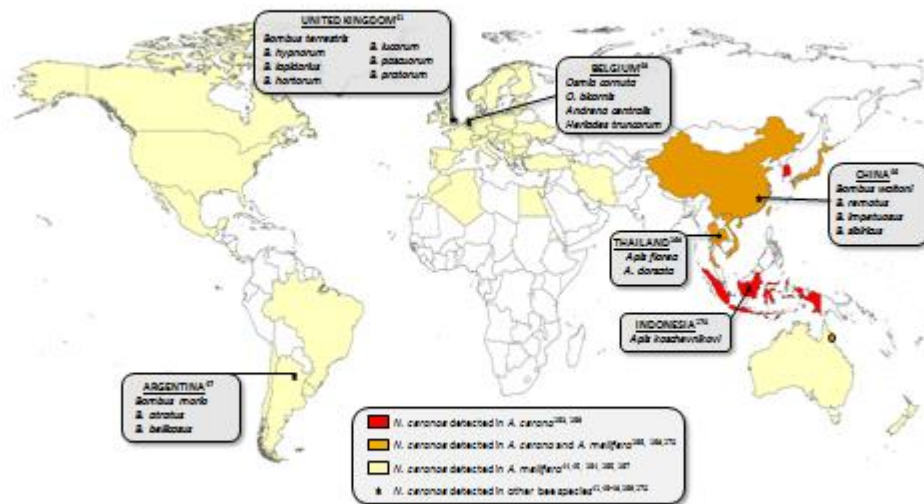 UNITED KINGDOM
Bombus terrestris
B. hypnorum
B. lapidarius
B. hortorum
B. lucorum
B. pascuorum
B. pratorum
BELGIUM
Osmia cornuta
O. bicornis
Andrena centralis
Heriades truncorum
CHINA
Bombus waltoni
B. remotus
B. impetuosus
B. sibiricus
THAILAND
Apis florea
A. dorsata
INDONESIA
Apis koschevnikovi
ARGENTINA
Bombus morio
B. atratus
B. bellicosus
N. ceranae detected in A. cerana
N. ceranae detected in A. cerana and A. mellifera
N. ceranae detected in A. mellifera
N. ceranae detected in other bee species